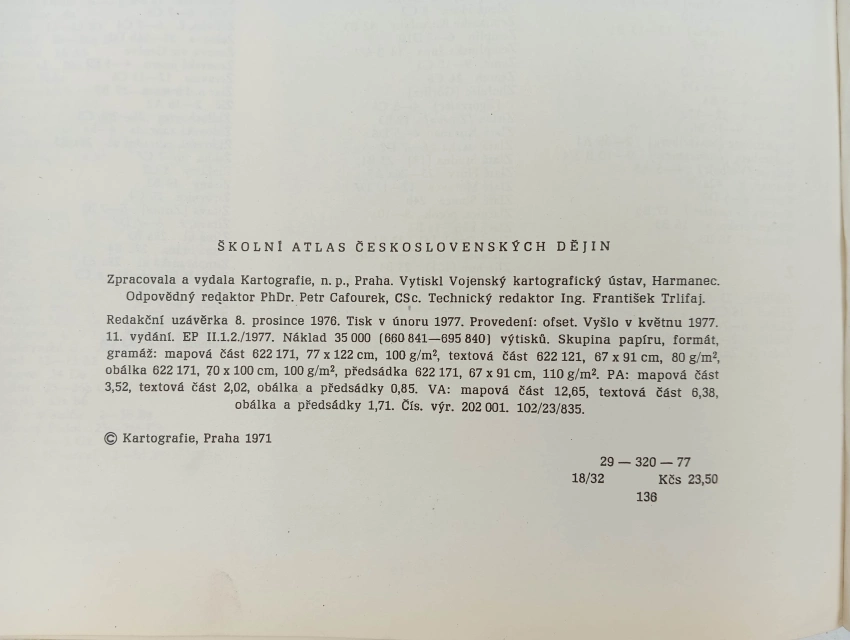 ŠKOLNÍ ATLAS ČESKOSLOVENSKÝCH DĚJIN
Zpracovala a vydala Kartografie, n. p., Praha. Vytiskl Vojenský kartografický ústav, Harmanec.
Odpovědný redaktor PhDr. Petr Cafourek, CSc. Technický redaktor Ing. František Trlifaj.
Redakční uzávěrka 8. prosince 1976. Tisk v únoru 1977. Provedení: ofset. Vyšlo v květnu 1977.
11. vydání. EP II.1.2./1977. Náklad 35 000 (660 841—695 840) výtisků. Skupina papíru, formát,
gramáž: mapová část 622 171, 77 x 122 cm, 100 g/m², textová část 622 121, 67 x 91 cm, 80 g/m²,
obálka 622 171, 70 x 100 cm, 100 g/m², předsádka 622 171, 67 x 91 cm, 110 g/m². PA: mapová část
3,52, textová část 2,02, obálka a předsádky 0,85. VA: mapová část 12,65, textová část 6,38,
obálka a předsádky 1,71. Čís. výr. 202 001. 102/23/835.
© Kartografie, Praha 1971
29 — 320 — 77
18/32 Kčs 23,50
136